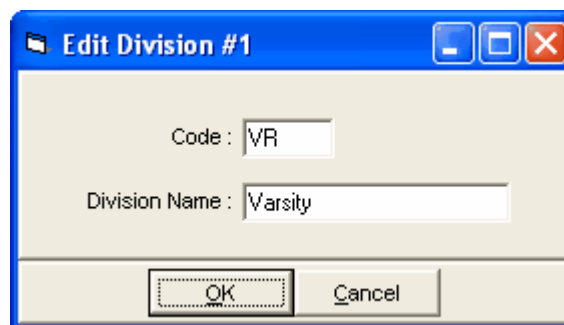 Edit Division #1
Code : VR
Division Name : Varsity
OK Cancel